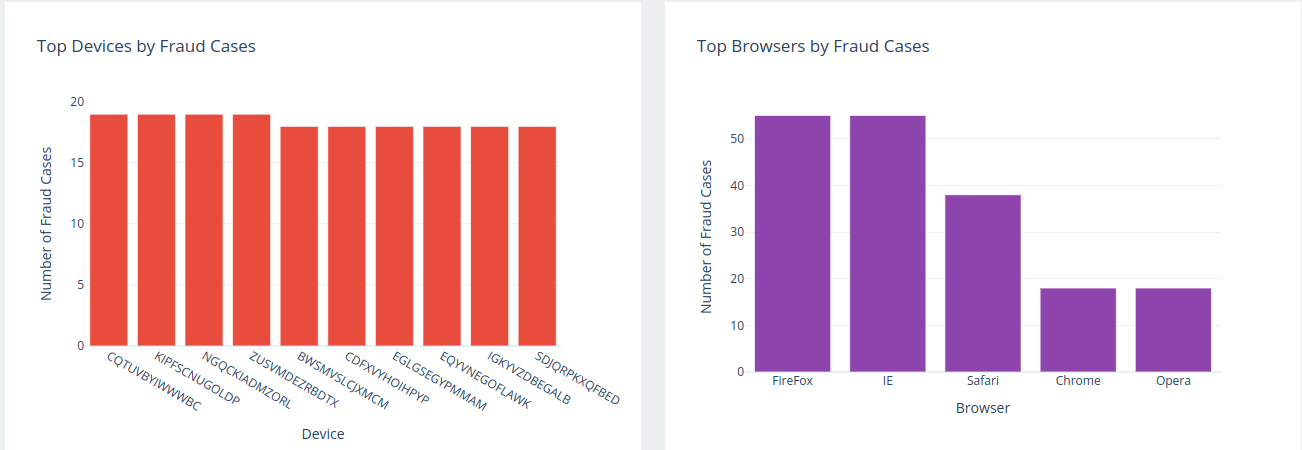 Top Devices by Fraud Cases
Number of Fraud Cases
20
15
10
5
0
CQTUVBYIWWWBC
KIPFSCNUGOLDP
NGQCKIADMZORL
ZUSVMDEZRBDTX
BWSMVSLCJXMCM
CDFXVYHOIHPYP
EGLGSEGYPMMAM
EQYVNEGOFLAWK
IGKYVZDBEGALB
SDJQRPKXQFBED
Device
Top Browsers by Fraud Cases
Number of Fraud Cases
50
40
30
20
10
0
FireFox
IE
Safari
Chrome
Opera
Browser